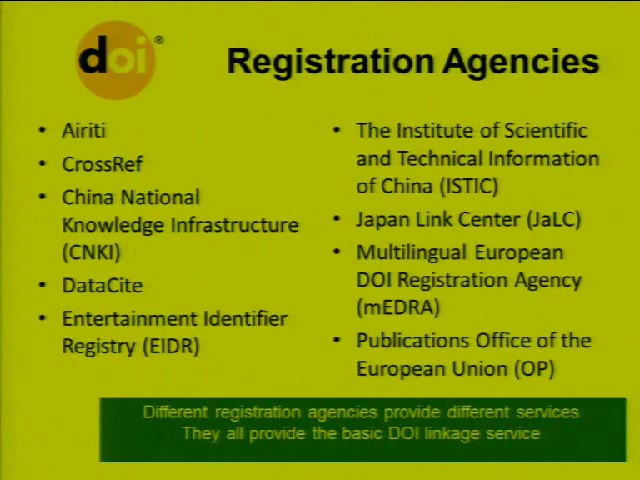 doi®
Registration Agencies
• Airiti
• CrossRef
• China National
Knowledge Infrastructure
(CNKI)
• DataCite
• Entertainment Identifier
Registry (EIDR)
• The Institute of Scientific
and Technical Information
of China (ISTIC)
• Japan Link Center (JaLC)
• Multilingual European
DOI Registration Agency
(mEDRA)
• Publications Office of the
European Union (OP)
Different registration agencies provide different services
They all provide the basic DOI linkage service